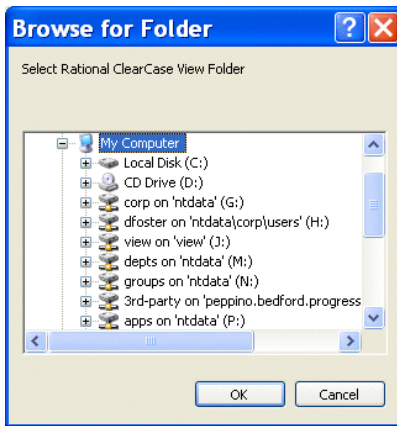 Browse for Folder
Select Rational ClearCase View Folder
My Computer
Local Disk (C:)
CD Drive (D:)
corp on 'ntdata' (G:)
dfoster on 'ntdata\corp\users' (H:)
view on 'view' (J:)
depts on 'ntdata' (M:)
groups on 'ntdata' (N:)
3rd-party on 'peppino.bedford.progress
apps on 'ntdata' (P:)
OK
Cancel